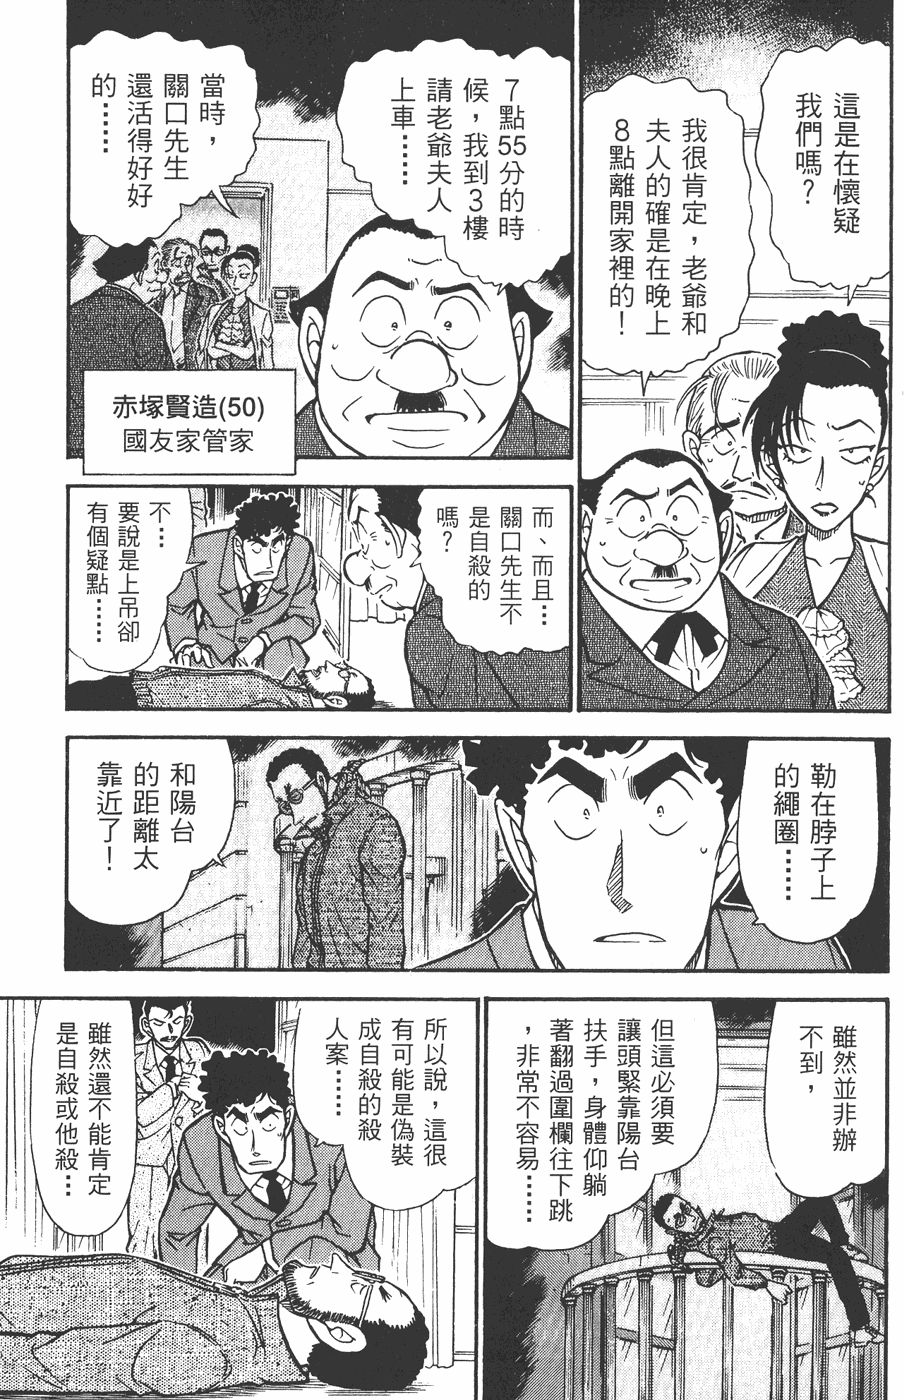 這是在懷疑
我們嗎？
我很肯定，老爺和
夫人的確是在晚上
8點離開家裡的！
7點55分的時
候，我到3樓
請老爺夫人
上車……
當時，
關口先生
還活得好好
的……
赤塚賢造(50)
國友家管家
而、而且…
關口先生不
是自殺的
嗎？
不…
要說是上吊卻
有個疑點……
勒在脖子上
的繩圈……
和陽台
的距離太
靠近了！
雖然並非辦
不到，
但這必須要
讓頭緊靠陽台
扶手，身體仰躺
著翻過圍欄往下跳
，非常不容易……
所以說，這很
有可能是偽裝
成自殺的殺
人案……
雖然還不能肯定
是自殺或他殺…